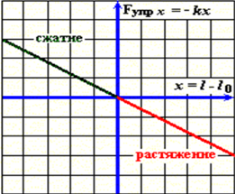 Fупр x = - kx
сжатие
x = l - l₀
растяжение